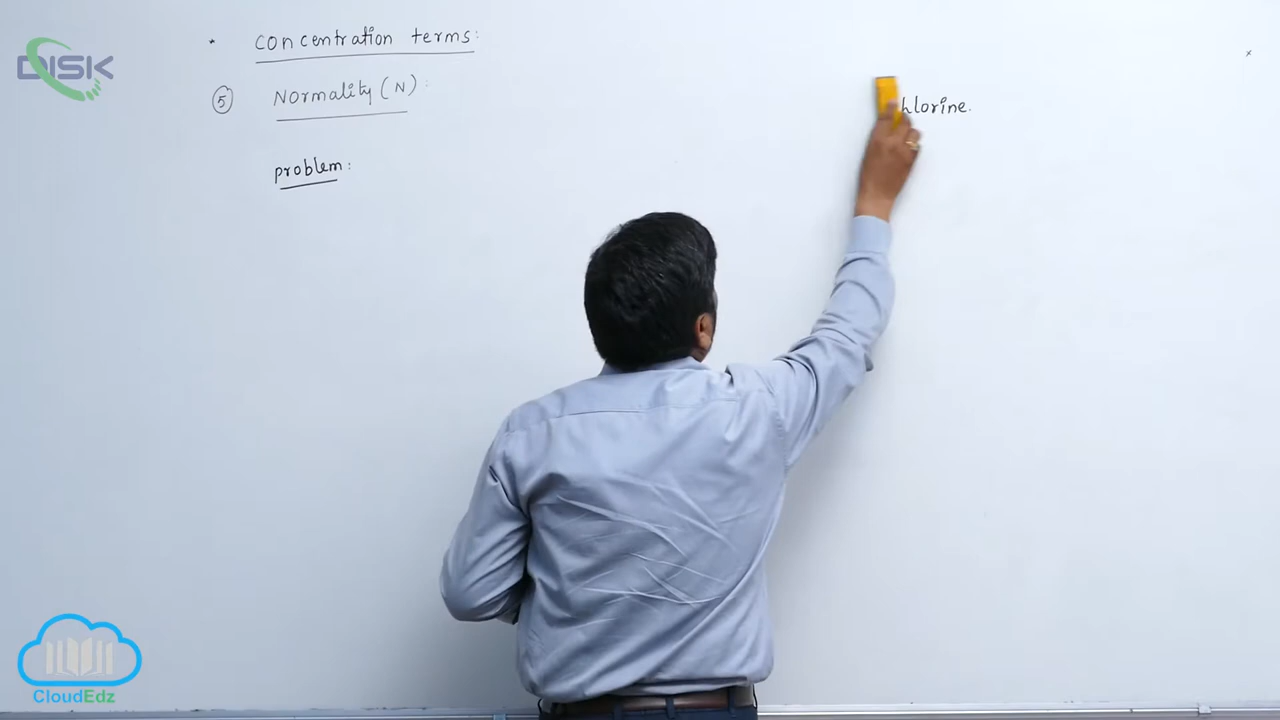 DISK
* Concentration terms:
5 Normality (N) :
hlorine.
problem :
CloudEdz